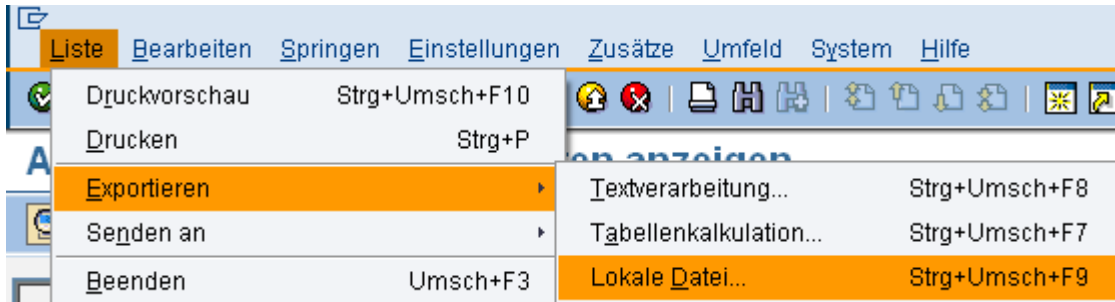 Liste Bearbeiten Springen Einstellungen Zusätze Umfeld System Hilfe
Druckvorschau Strg+Umsch+F10
Drucken Strg+P
Exportieren
Senden an
Beenden Umsch+F3
anzeigen
Textverarbeitung... Strg+Umsch+F8
Tabellenkalkulation... Strg+Umsch+F7
Lokale Datei... Strg+Umsch+F9